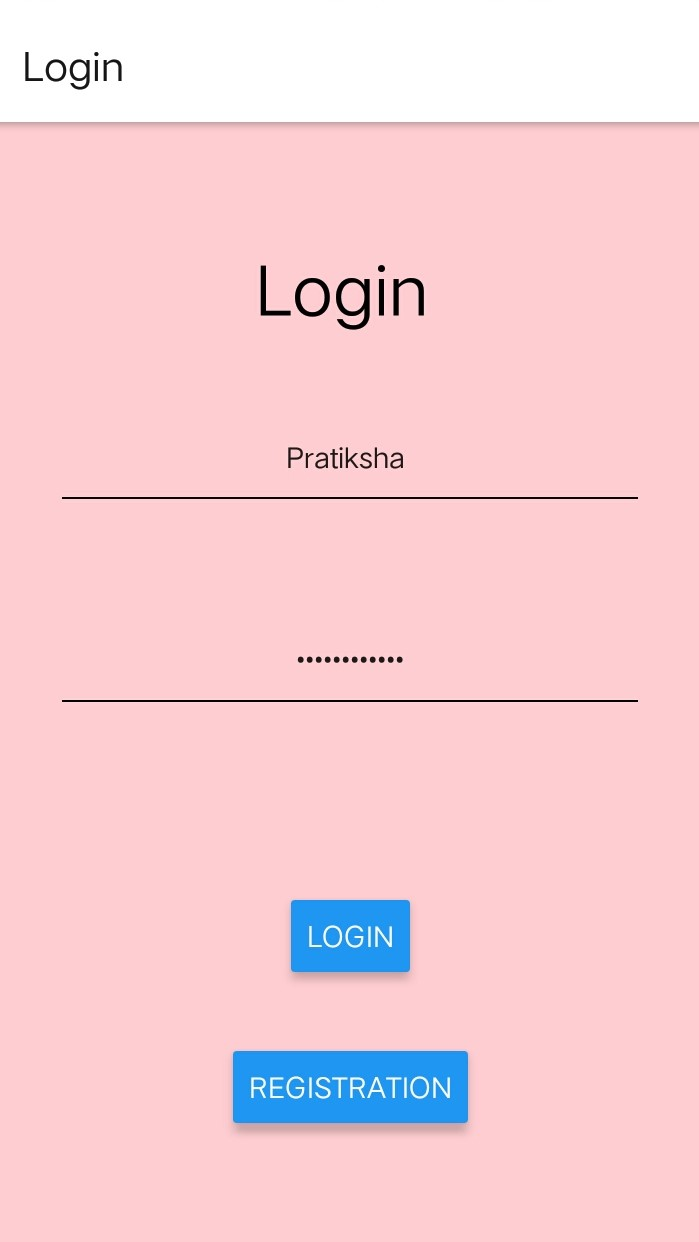 Login
Login
Pratiksha
••••••••••••
LOGIN
REGISTRATION